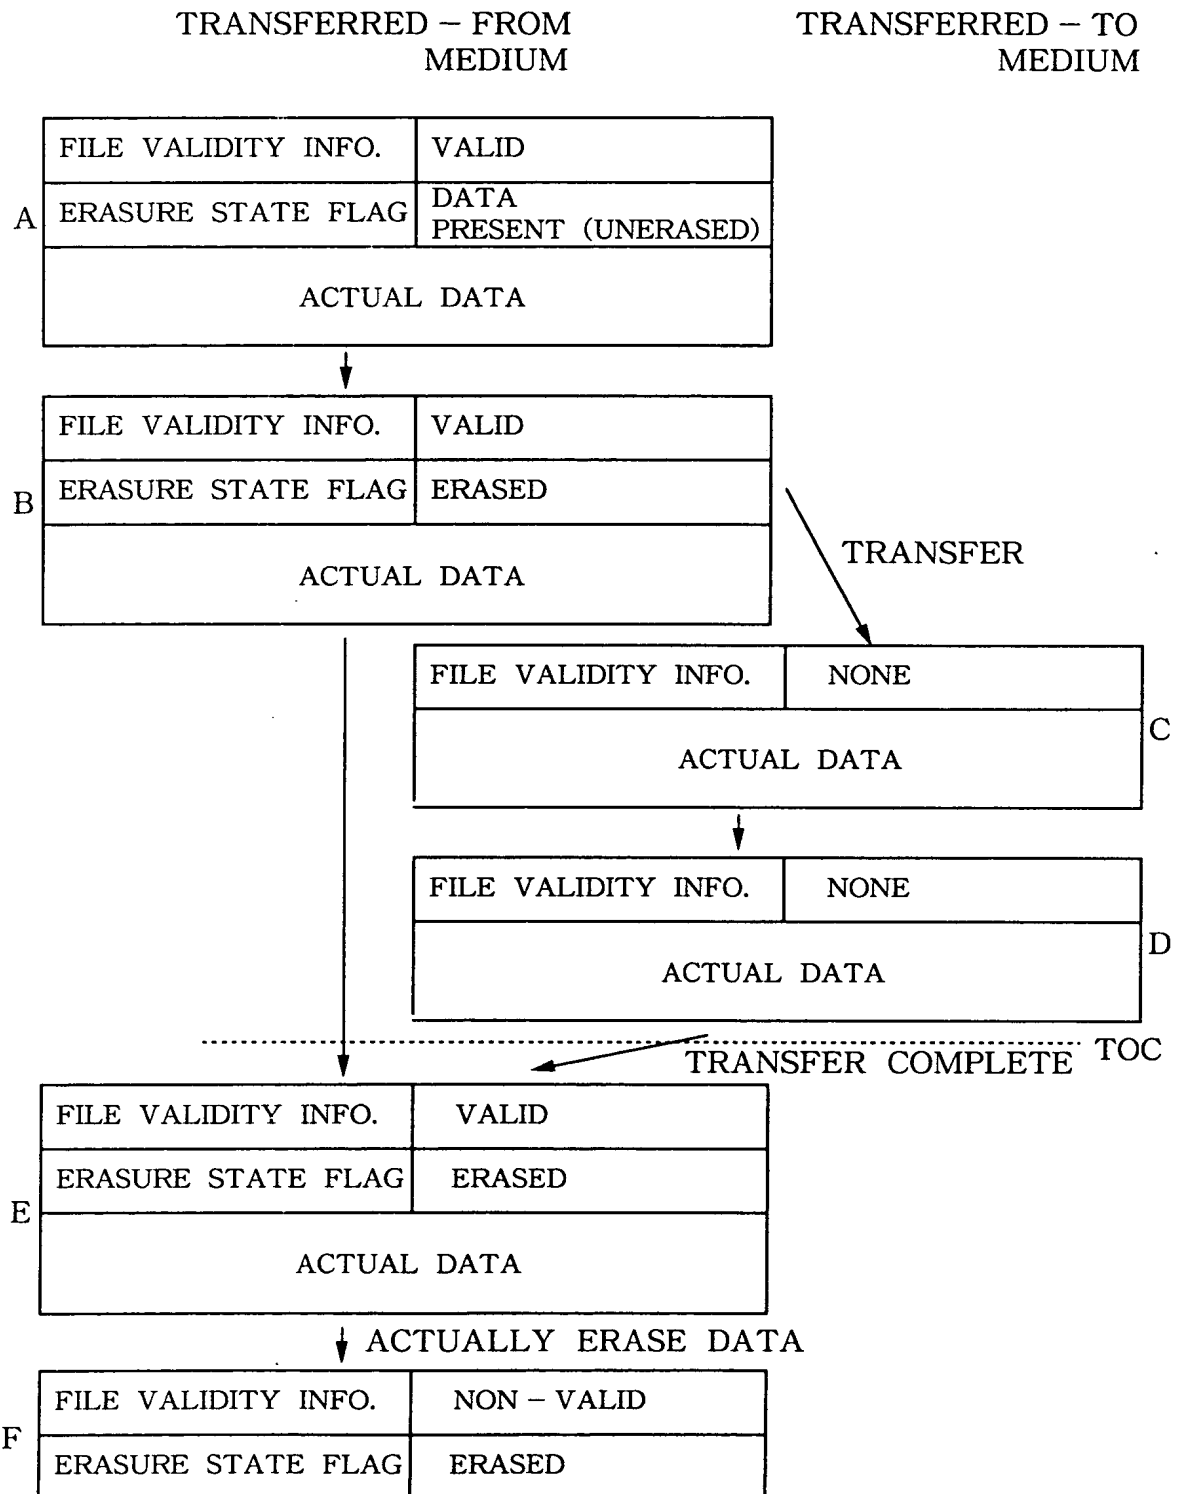 TRANSFERRED – FROM
MEDIUM
TRANSFERRED – TO
MEDIUM
FILE VALIDITY INFO. VALID
A
ERASURE STATE FLAG DATA
PRESENT (UNERASED)
ACTUAL DATA
FILE VALIDITY INFO. VALID
B
ERASURE STATE FLAG ERASED
ACTUAL DATA
TRANSFER
FILE VALIDITY INFO. NONE
C
ACTUAL DATA
FILE VALIDITY INFO. NONE
D
ACTUAL DATA
TOC
TRANSFER COMPLETE
FILE VALIDITY INFO. VALID
ERASURE STATE FLAG ERASED
E
ACTUAL DATA
ACTUALLY ERASE DATA
FILE VALIDITY INFO. NON – VALID
F
ERASURE STATE FLAG ERASED